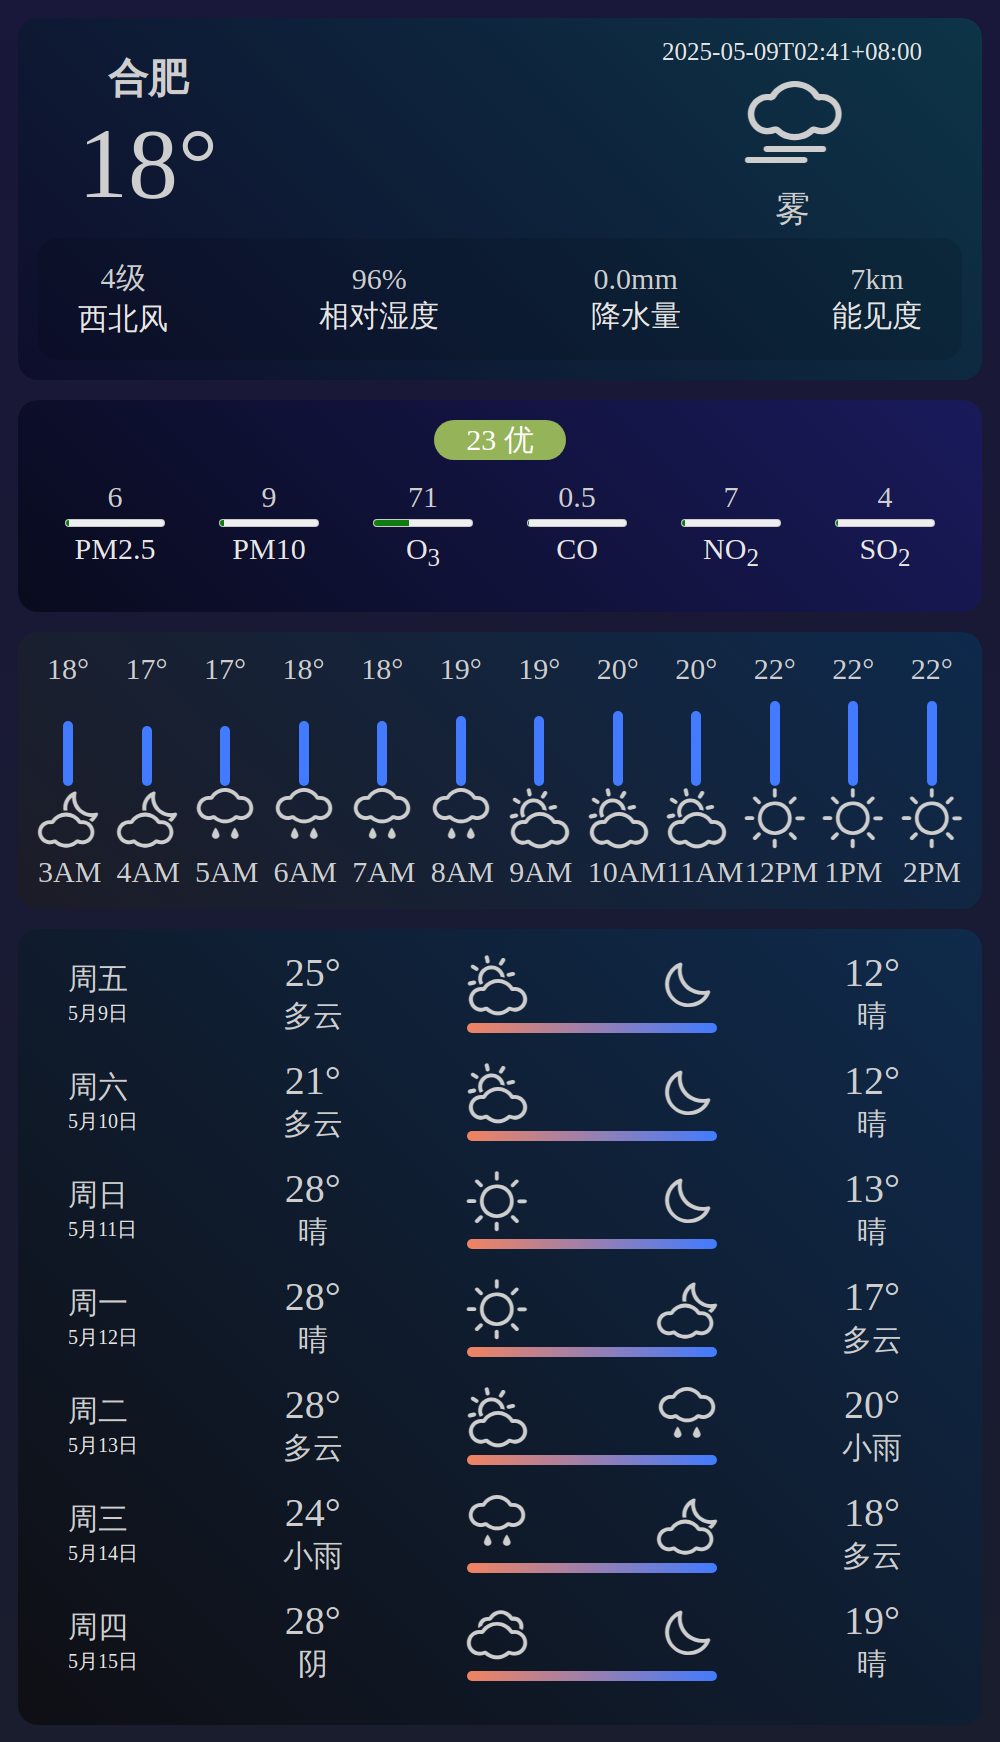 合肥
18°
2025-05-09T02:41+08:00
雾
4级 96% 0.0mm 7km
西北风 相对湿度 降水量 能见度
23 优
6 9 71 0.5 7 4
PM2.5 PM10 O3 CO NO2 SO2
18° 17° 17° 18° 18° 19° 19° 20° 20° 22° 22° 22°
3AM 4AM 5AM 6AM 7AM 8AM 9AM 10AM 11AM 12PM 1PM 2PM
周五 25° 12°
5月9日 多云 晴
周六 21° 12°
5月10日 多云 晴
周日 28° 13°
5月11日 晴 晴
周一 28° 17°
5月12日 晴 多云
周二 28° 20°
5月13日 多云 小雨
周三 24° 18°
5月14日 小雨 多云
周四 28° 19°
5月15日 阴 晴